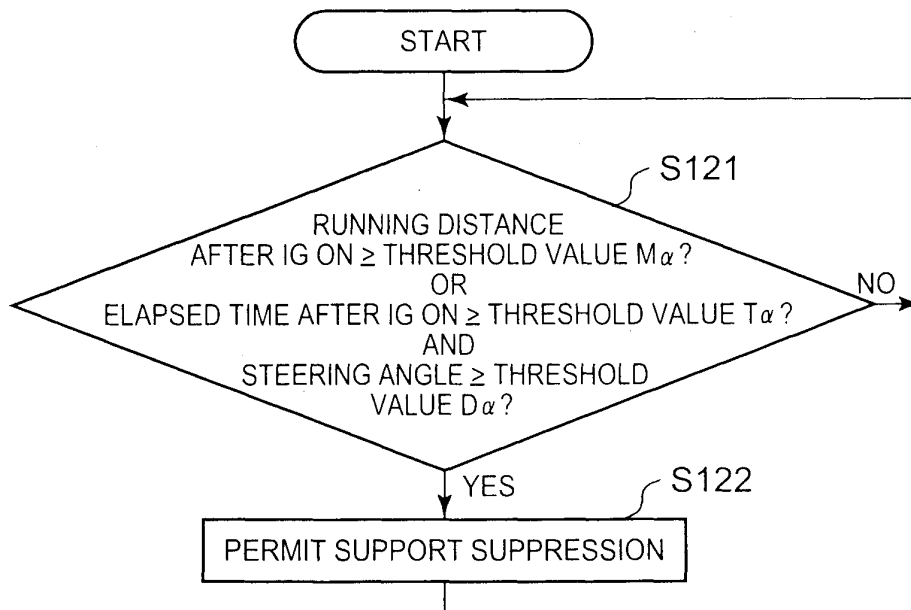 START
S121
RUNNING DISTANCE
AFTER IG ON ≥ THRESHOLD VALUE Mα?
OR
ELAPSED TIME AFTER IG ON ≥ THRESHOLD VALUE Tα?
AND
STEERING ANGLE ≥ THRESHOLD
VALUE Dα?
NO
YES
S122
PERMIT SUPPORT SUPPRESSION